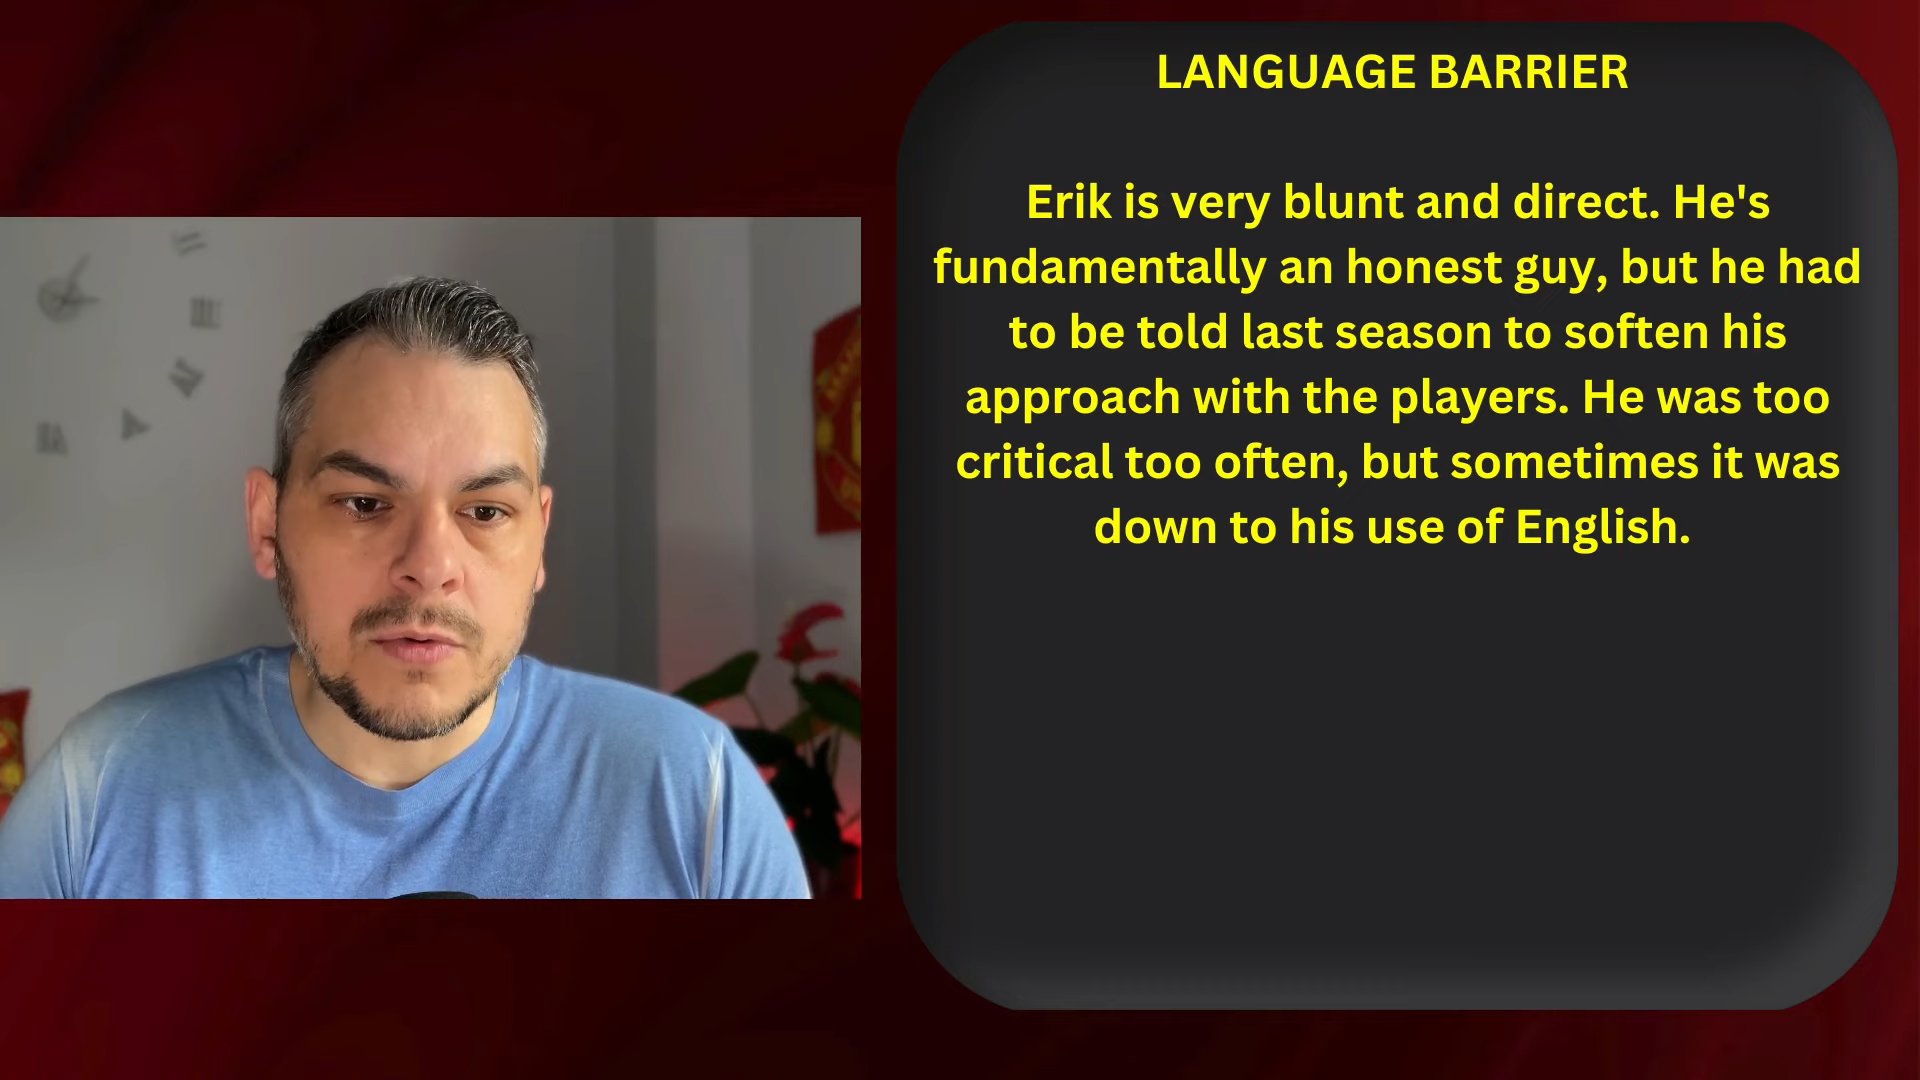 LANGUAGE BARRIER
Erik is very blunt and direct. He's
fundamentally an honest guy, but he had
to be told last season to soften his
approach with the players. He was too
critical too often, but sometimes it was
down to his use of English.